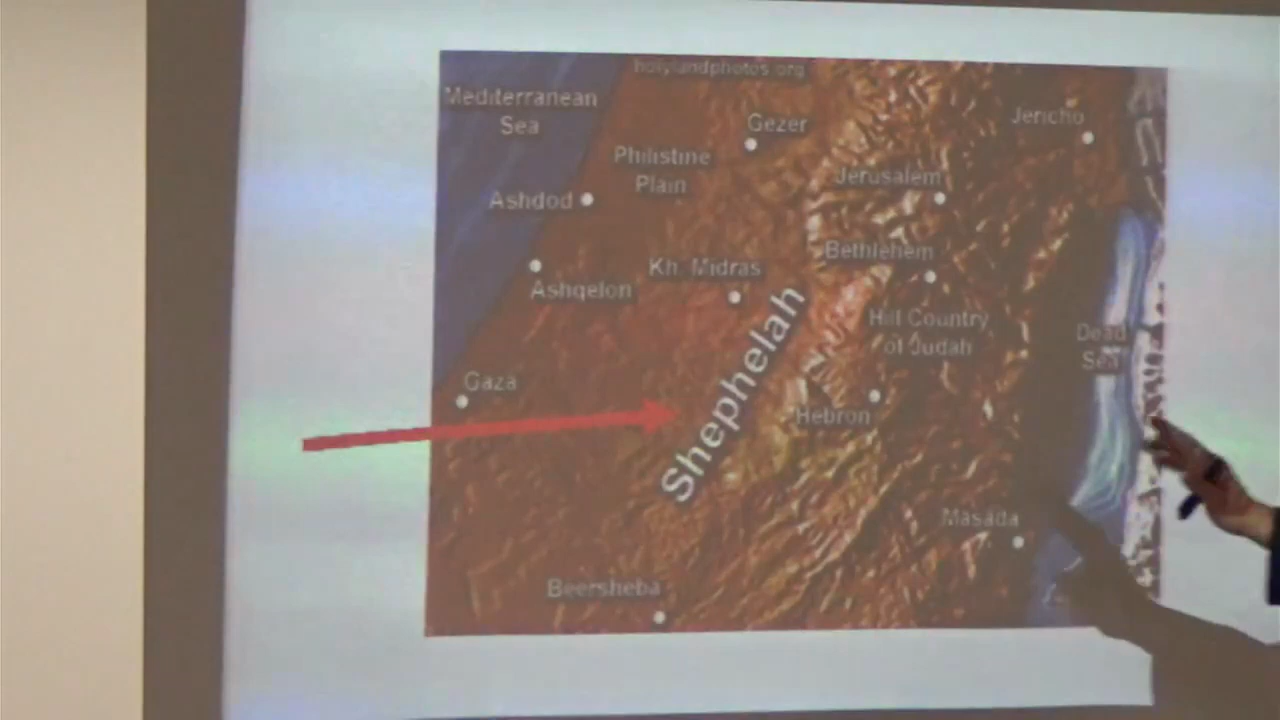 holylandphotos.org
Mediterranean
Sea
Gezer
Jericho
Philistine
Plain
Jerusalem
Ashdod
Bethlehem
Kh. Midras
Ashqelon
Hill Country
of Judah
Dead
Sea
Shephelah
Gaza
Hebron
Masada
Beersheba